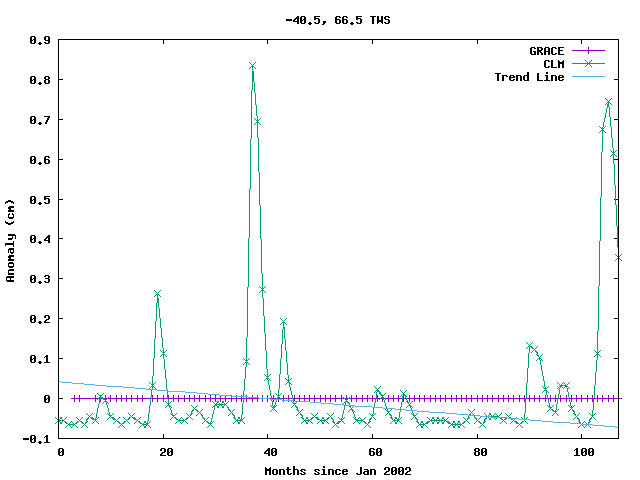 -40.5, 66.5 TWS
GRACE
CLM
Trend Line
0.9
0.8
0.7
0.6
0.5
0.4
0.3
0.2
0.1
0
-0.1
Anomaly (cm)
0 20 40 60 80 100
Months since Jan 2002